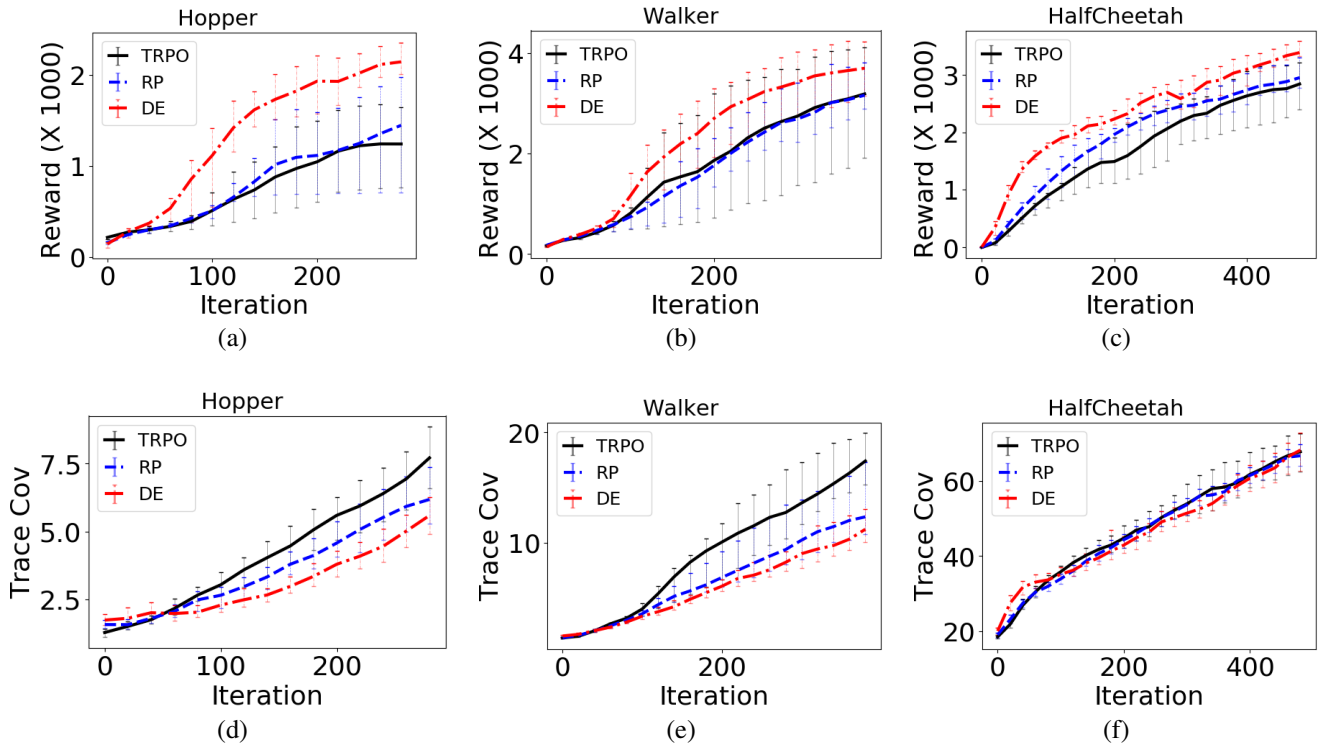 Hopper
TRPO
RP
DE
Reward (X 1000)
2
1
0
0 100 200
Iteration
(a)
Walker
TRPO
RP
DE
Reward (X 1000)
4
2
0
0 200
Iteration
(b)
HalfCheetah
TRPO
RP
DE
Reward (X 1000)
3
2
1
0
0 200 400
Iteration
(c)
Hopper
TRPO
RP
DE
Trace Cov
7.5
5.0
2.5
0 100 200
Iteration
(d)
Walker
TRPO
RP
DE
Trace Cov
20
10
0 200
Iteration
(e)
HalfCheetah
TRPO
RP
DE
Trace Cov
60
40
20
0 200 400
Iteration
(f)